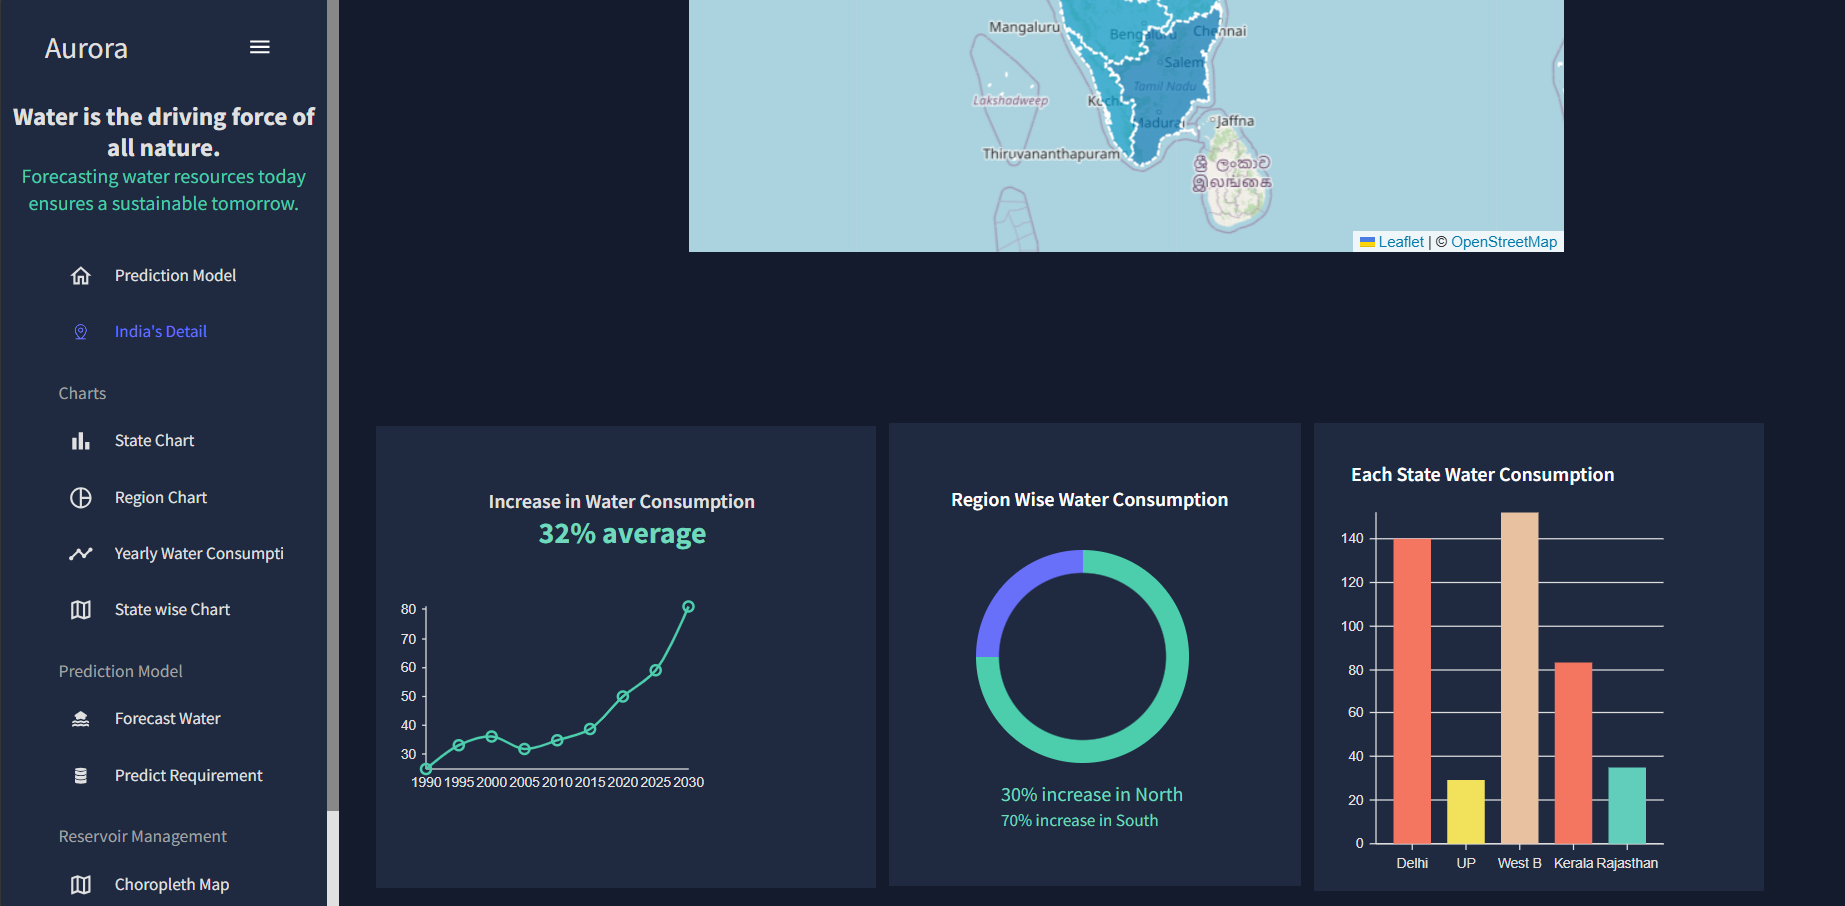 Aurora
Water is the driving force of
all nature.
Forecasting water resources today
ensures a sustainable tomorrow.
Prediction Model
India's Detail
Charts
State Chart
Region Chart
Yearly Water Consumpti
State wise Chart
Prediction Model
Forecast Water
Predict Requirement
Reservoir Management
Choropleth Map
Mangaluru
Bengaluru
Chennai
Salem
Tamil Nadu
Lakshadweep
Koch
Madurai
Jaffna
Thiruvananthapuram
ශ්‍රී ලංකාව
இலங்கை
Leaflet | © OpenStreetMap
Increase in Water Consumption
32% average
80
70
60
50
40
30
1990 1995 2000 2005 2010 2015 2020 2025 2030
Region Wise Water Consumption
30% increase in North
70% increase in South
Each State Water Consumption
140
120
100
80
60
40
20
0
Delhi UP West B Kerala Rajasthan